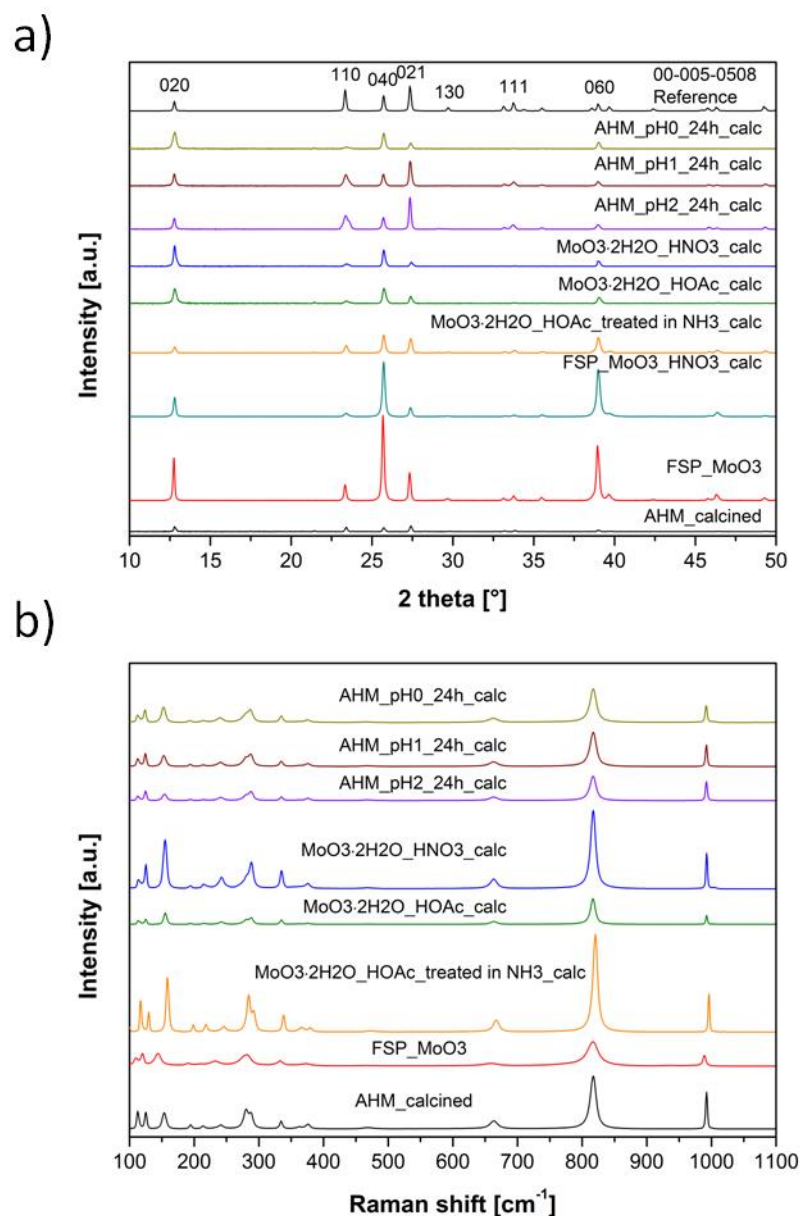 a)
020
110
040
021
130
111
060
00-005-0508
Reference
AHM_pH0_24h_calc
AHM_pH1_24h_calc
AHM_pH2_24h_calc
MoO3·2H2O_HNO3_calc
MoO3·2H2O_HOAc_calc
MoO3·2H2O_HOAc_treated in NH3_calc
FSP_MoO3_HNO3_calc
FSP_MoO3
AHM_calcined
Intensity [a.u.]
10 15 20 25 30 35 40 45 50
2 theta [°]
b)
AHM_pH0_24h_calc
AHM_pH1_24h_calc
AHM_pH2_24h_calc
MoO3·2H2O_HNO3_calc
MoO3·2H2O_HOAc_calc
MoO3·2H2O_HOAc_treated in NH3_calc
FSP_MoO3
AHM_calcined
Intensity [a.u.]
100 200 300 400 500 600 700 800 900 1000 1100
Raman shift [cm⁻¹]